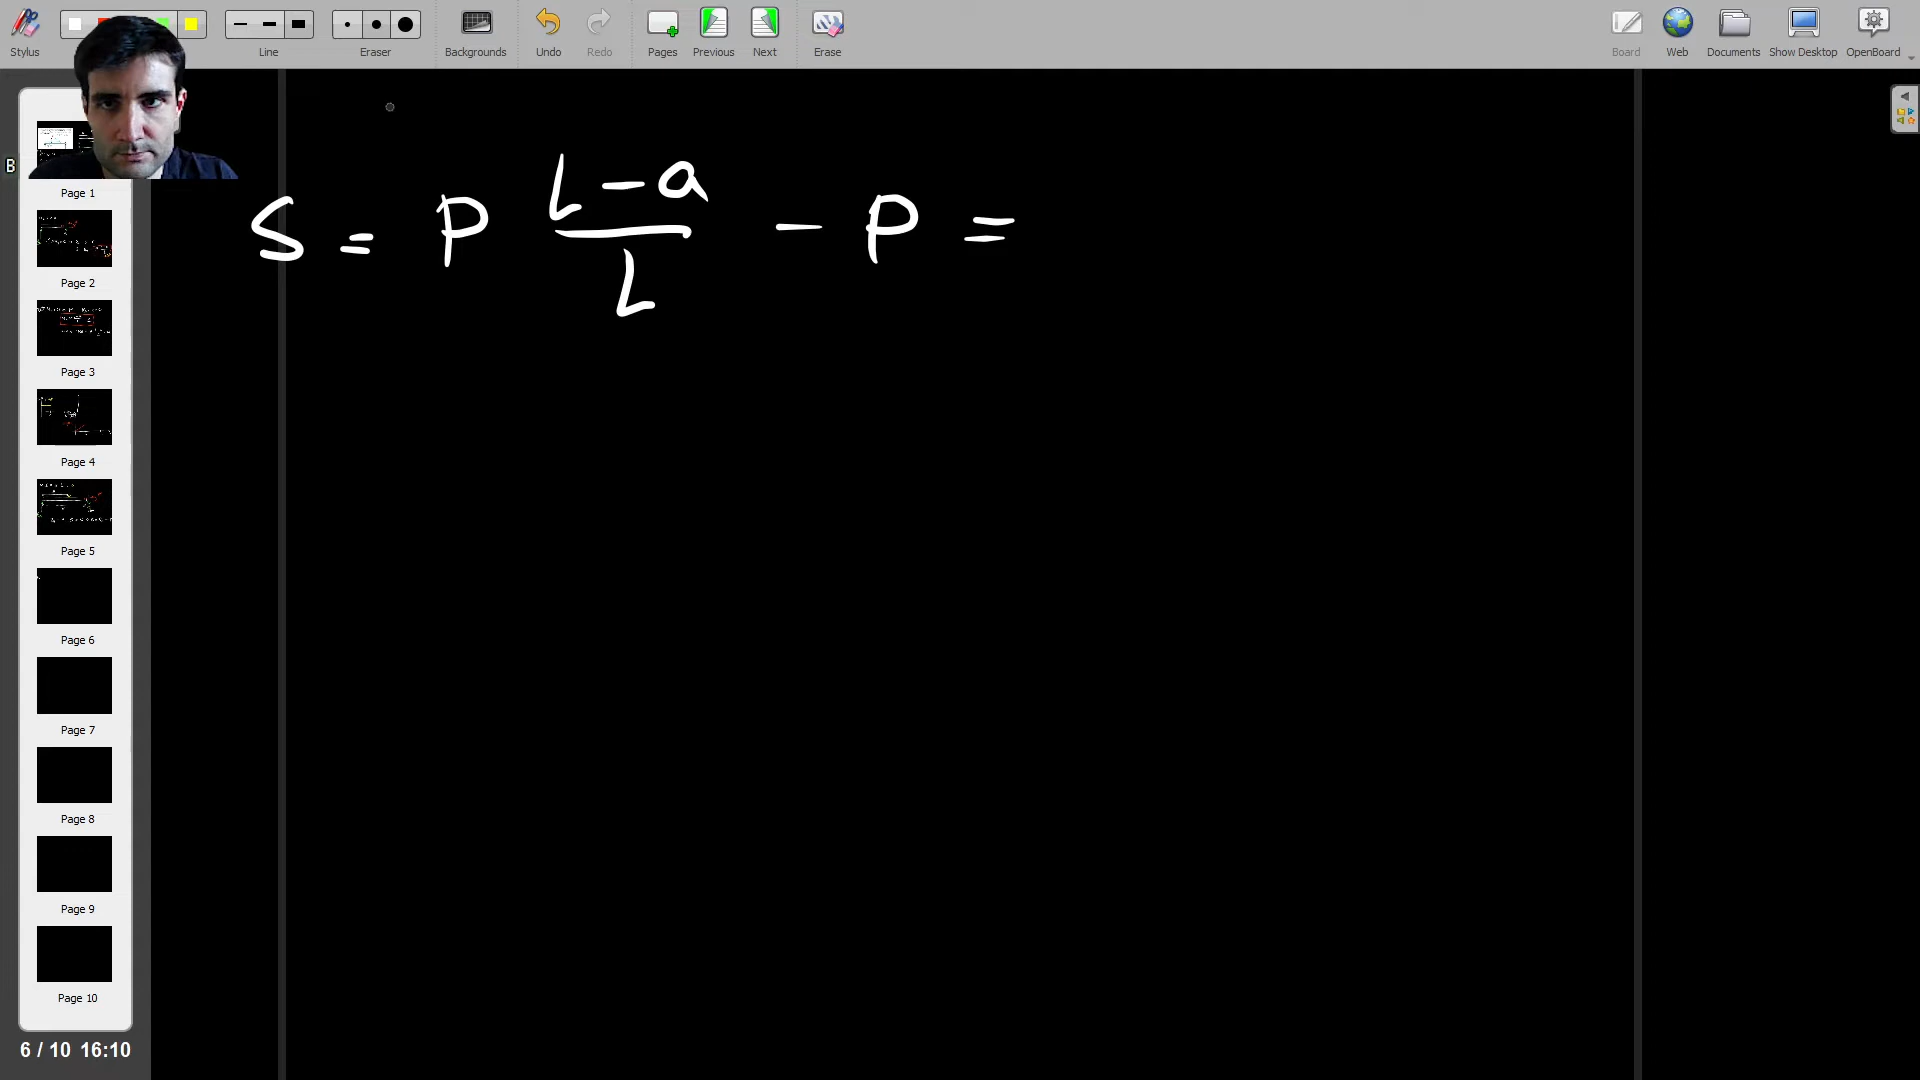 Stylus Line Eraser Backgrounds Undo Redo Pages Previous Next Erase Board Web Documents Show Desktop OpenBoard
B
Page 1
Page 2
Page 3
Page 4
Page 5
Page 6
Page 7
Page 8
Page 9
Page 10
6 / 10 16:10
S = P \frac{L-a}{L} - P =